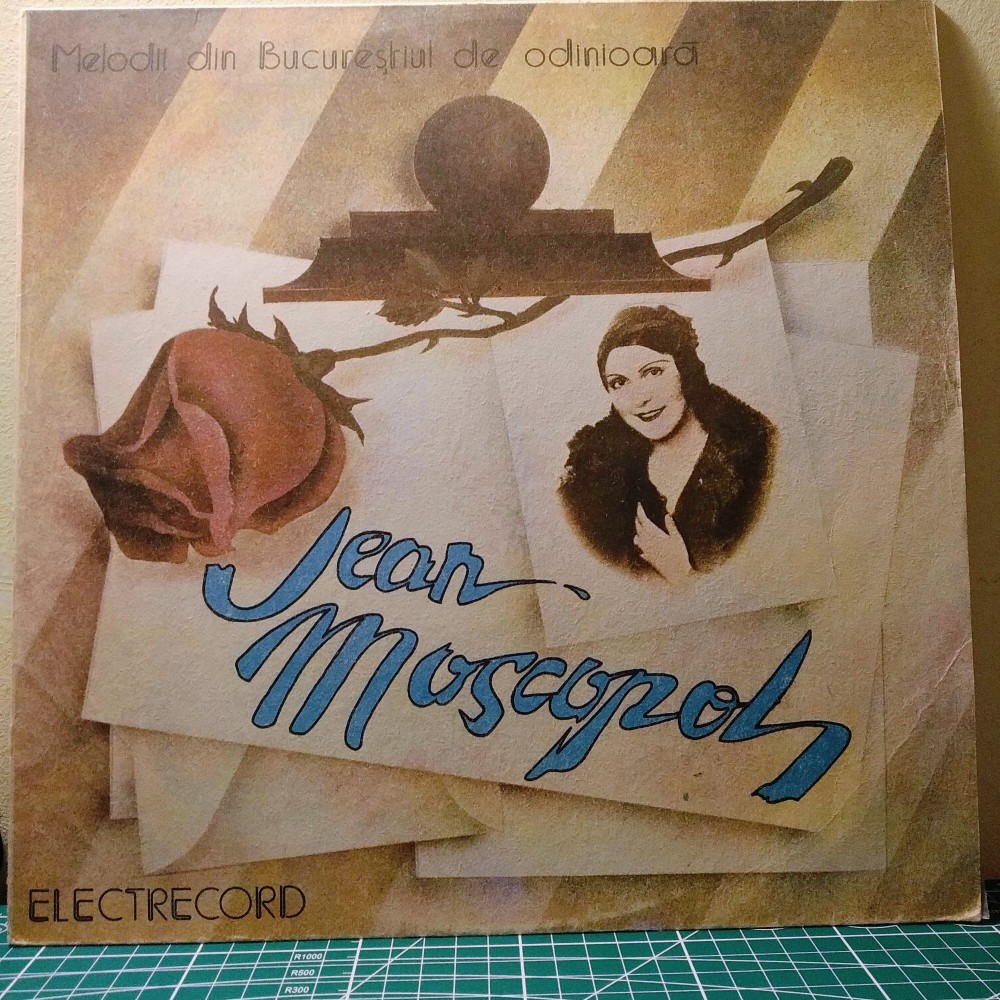 Melodii din Bucureștiul de odinioară
Jean
Moscopol
ELECTRECORD
R1000
R500
R300